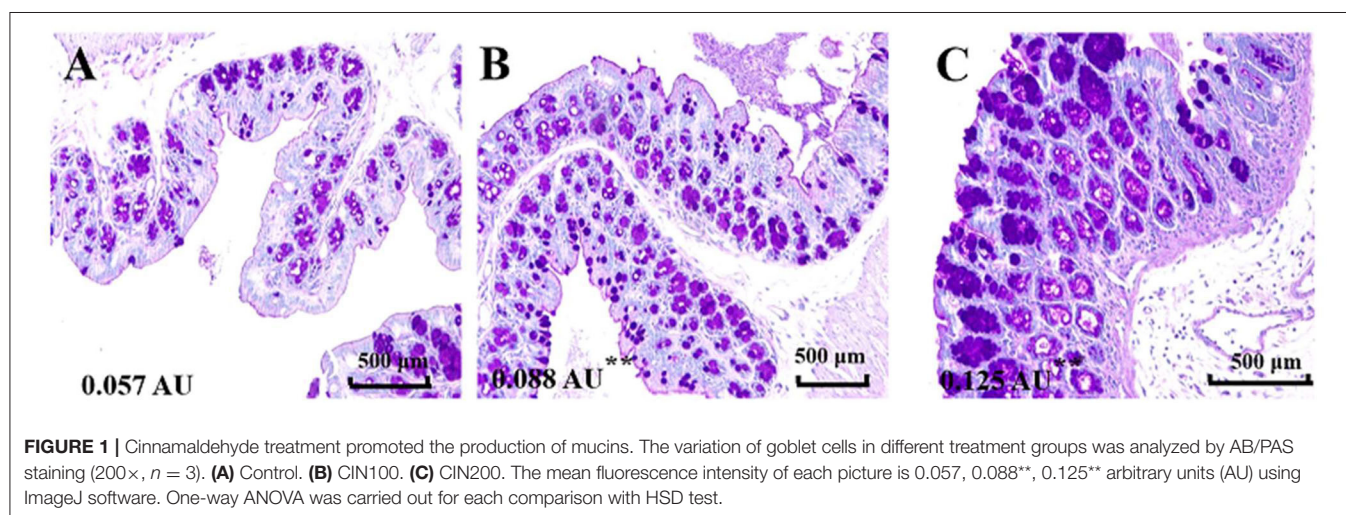 A
B
C
0.057 AU
500 µm
0.088 AU**
500 µm
0.125 AU**
500 µm
FIGURE 1 | Cinnamaldehyde treatment promoted the production of mucins. The variation of goblet cells in different treatment groups was analyzed by AB/PAS
staining (200×, n = 3). (A) Control. (B) CIN100. (C) CIN200. The mean fluorescence intensity of each picture is 0.057, 0.088**, 0.125** arbitrary units (AU) using
ImageJ software. One-way ANOVA was carried out for each comparison with HSD test.